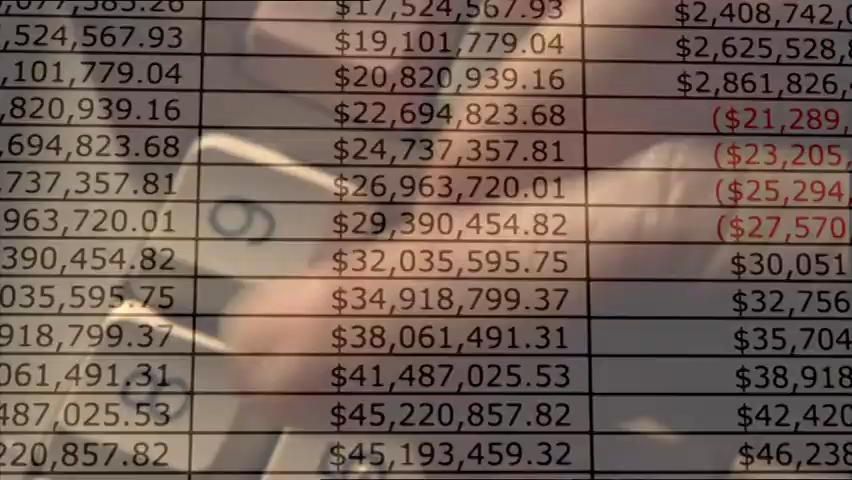 ,077,585.26 $17,524,567.93 $2,408,742,0
,524,567.93 $19,101,779.04 $2,625,528,8
,101,779.04 $20,820,939.16 $2,861,826,
,820,939.16 $22,694,823.68 ($21,289,
,694,823.68 $24,737,357.81 ($23,205,
,737,357.81 $26,963,720.01 ($25,294,
,963,720.01 $29,390,454.82 ($27,570
390,454.82 $32,035,595.75 $30,051
035,595.75 $34,918,799.37 $32,756
918,799.37 $38,061,491.31 $35,704
061,491.31 $41,487,025.53 $38,918
487,025.53 $45,220,857.82 $42,420
220,857.82 $45,193,459.32 $46,238
9
8